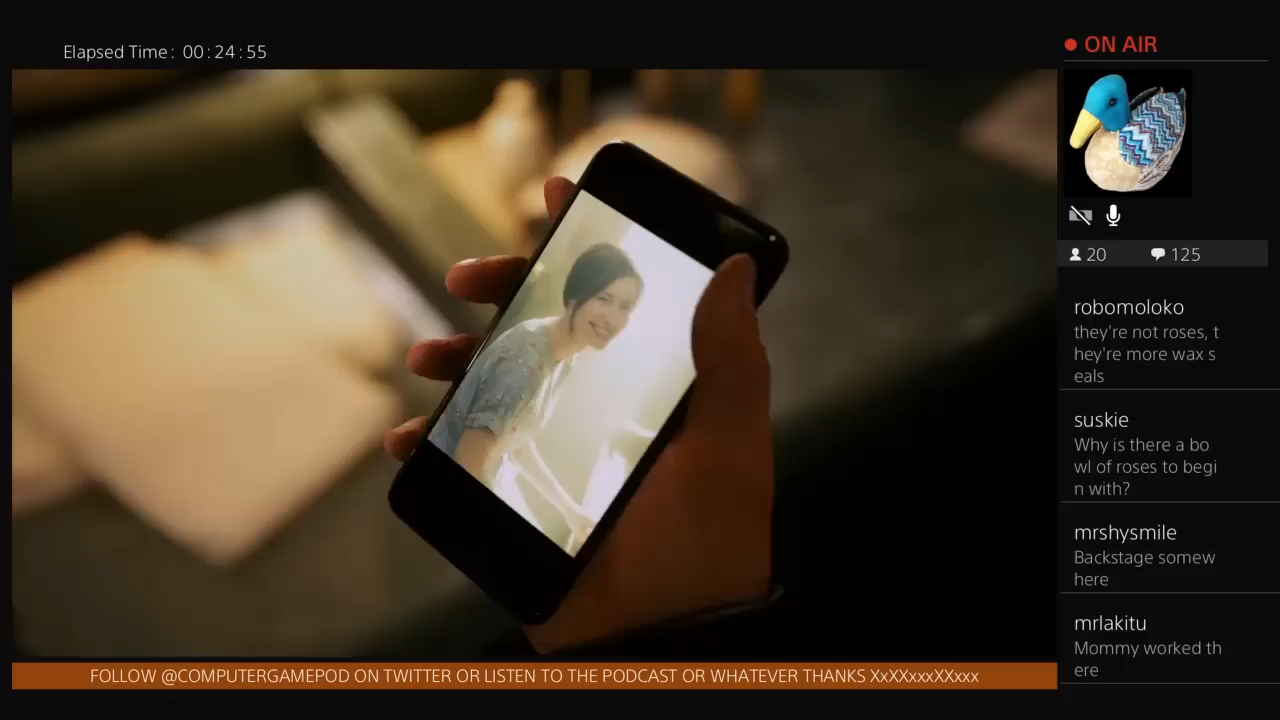 Elapsed Time: 00:24:55
ON AIR
20 125
robomoloko
they're not roses, t
hey're more wax s
eals
suskie
Why is there a bo
wl of roses to begi
n with?
mrshysmile
Backstage somew
here
mrlakitu
Mommy worked th
ere
FOLLOW @COMPUTERGAMEPOD ON TWITTER OR LISTEN TO THE PODCAST OR WHATEVER THANKS XxXXxxxXXxxx